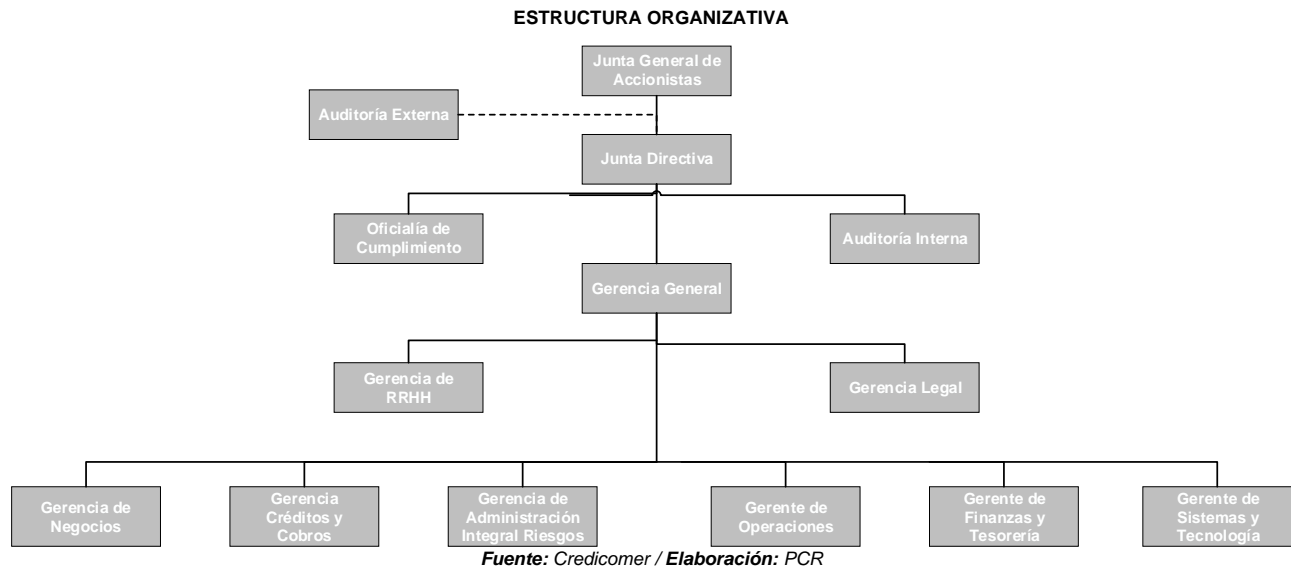 ESTRUCTURA ORGANIZATIVA
Junta General de
Accionistas
Auditoría Externa
Junta Directiva
Oficialía de
Cumplimiento
Auditoría Interna
Gerencia General
Gerencia de
RRHH
Gerencia Legal
Gerencia de
Negocios
Gerencia
Créditos y
Cobros
Gerencia de
Administración
Integral Riesgos
Gerente de
Operaciones
Gerente de
Finanzas y
Tesorería
Gerente de
Sistemas y
Tecnología
Fuente: Credicomer / Elaboración: PCR